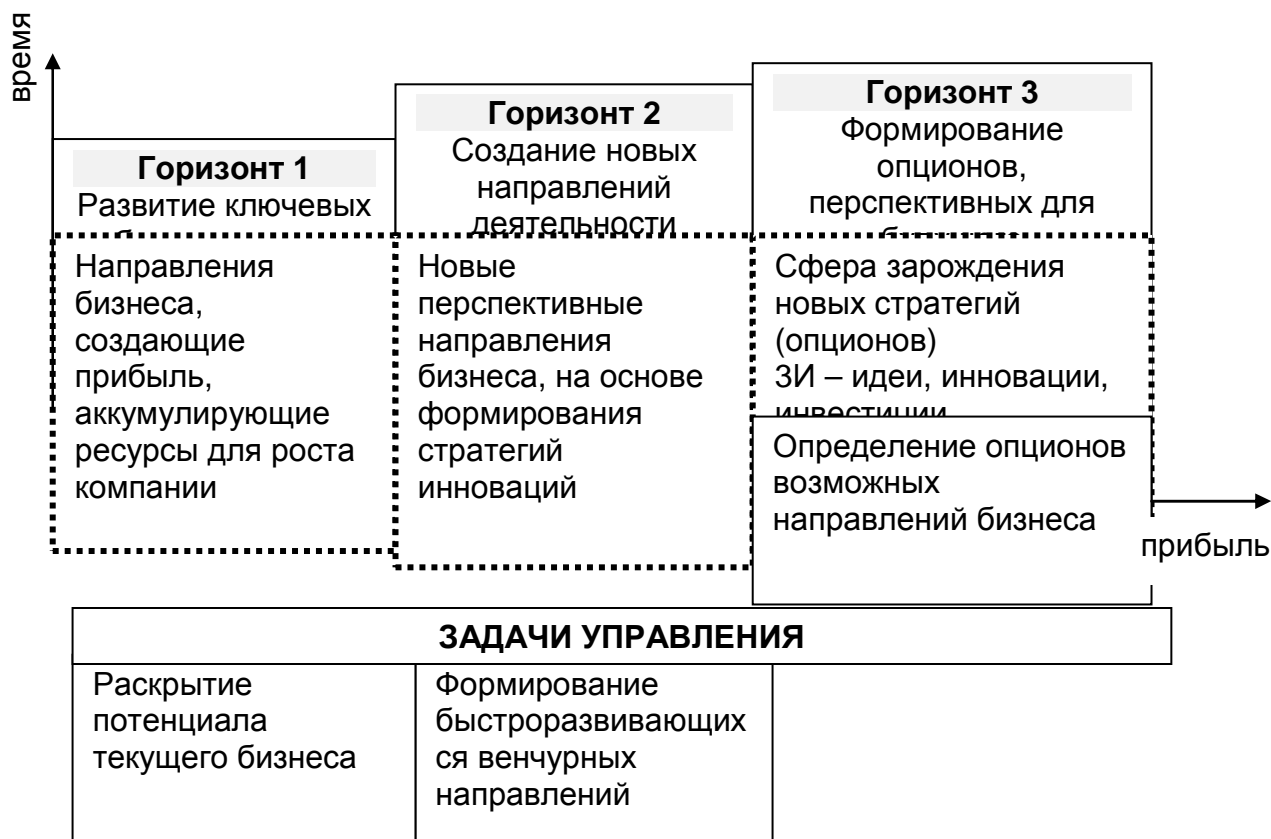 время
Горизонт 1
Развитие ключевых
Горизонт 2
Создание новых
направлений
деятельности
Горизонт 3
Формирование
опционов,
перспективных для
Направления
бизнеса,
создающие
прибыль,
аккумулирующие
ресурсы для роста
компании
Новые
перспективные
направления
бизнеса, на основе
формирования
стратегий
инноваций
Сфера зарождения
новых стратегий
(опционов)
3И – идеи, инновации,
инвестиции
Определение опционов
возможных
направлений бизнеса
прибыль
ЗАДАЧИ УПРАВЛЕНИЯ
Раскрытие
потенциала
текущего бизнеса
Формирование
быстроразвивающих
ся венчурных
направлений